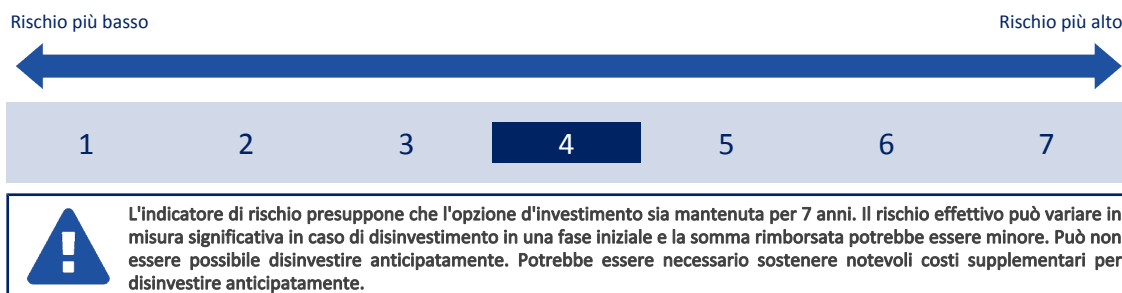 Rischio più basso Rischio più alto
1 2 3 4 5 6 7
L'indicatore di rischio presuppone che l'opzione d'investimento sia mantenuta per 7 anni. Il rischio effettivo può variare in
misura significativa in caso di disinvestimento in una fase iniziale e la somma rimborsata potrebbe essere minore. Può non
essere possibile disinvestire anticipatamente. Potrebbe essere necessario sostenere notevoli costi supplementari per
disinvestire anticipatamente.